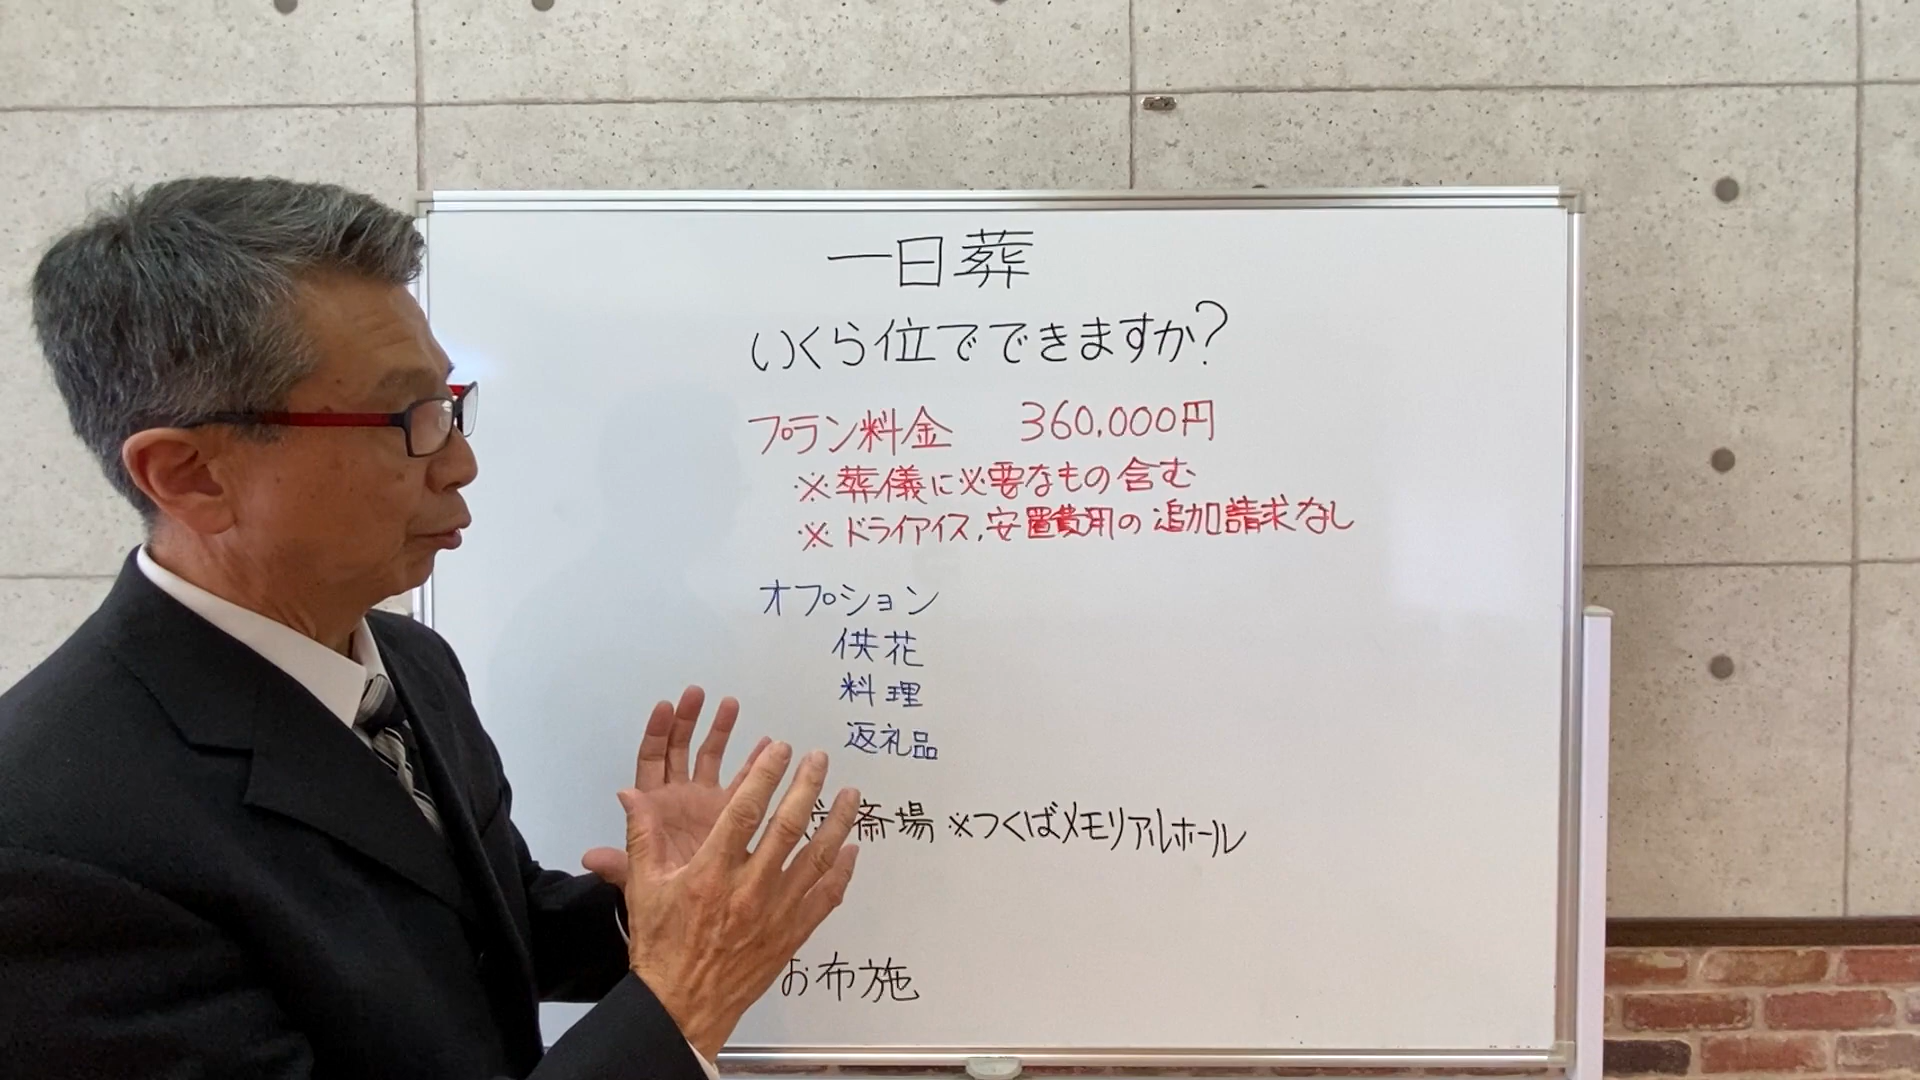 一日葬
いくら位でできますか?
プラン料金 360,000円
※葬儀に必要なもの含む
※ドライアイス、安置費用の追加請求なし
オプション
供花
料理
返礼品
斎場 ※つくばメモリアルホール
お布施